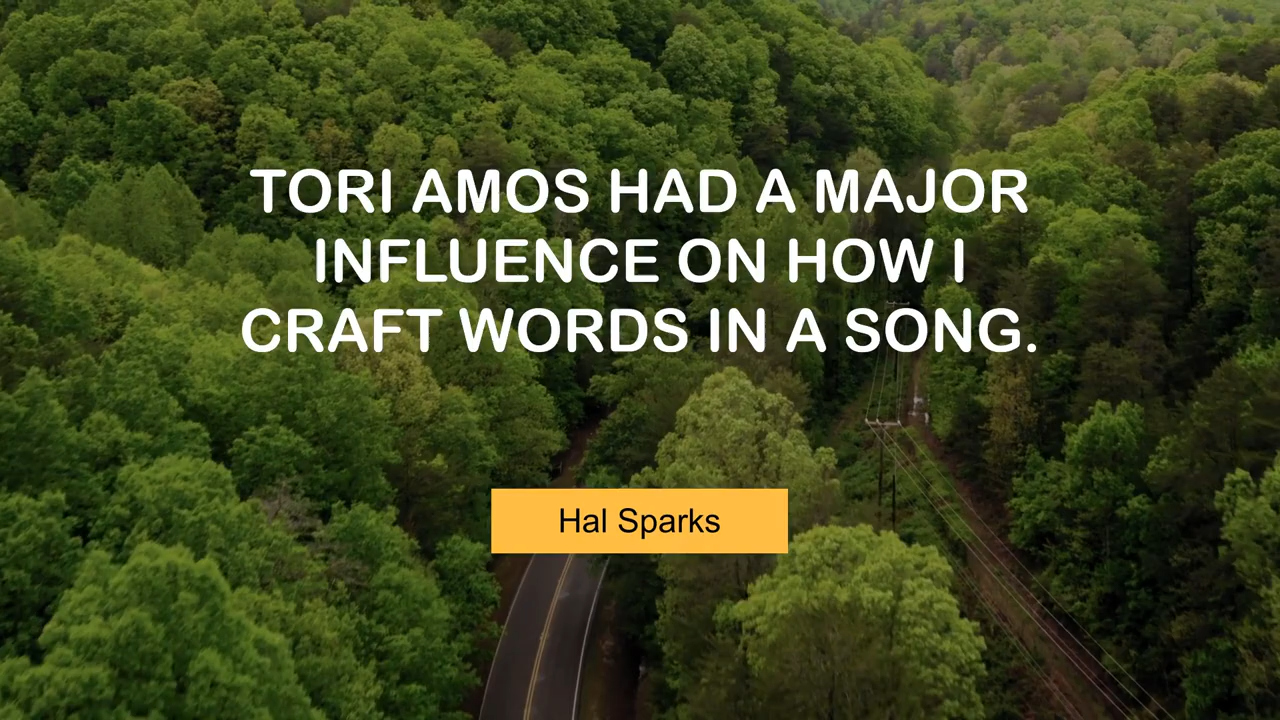 TORI AMOS HAD A MAJOR
INFLUENCE ON HOW I
CRAFT WORDS IN A SONG.
Hal Sparks